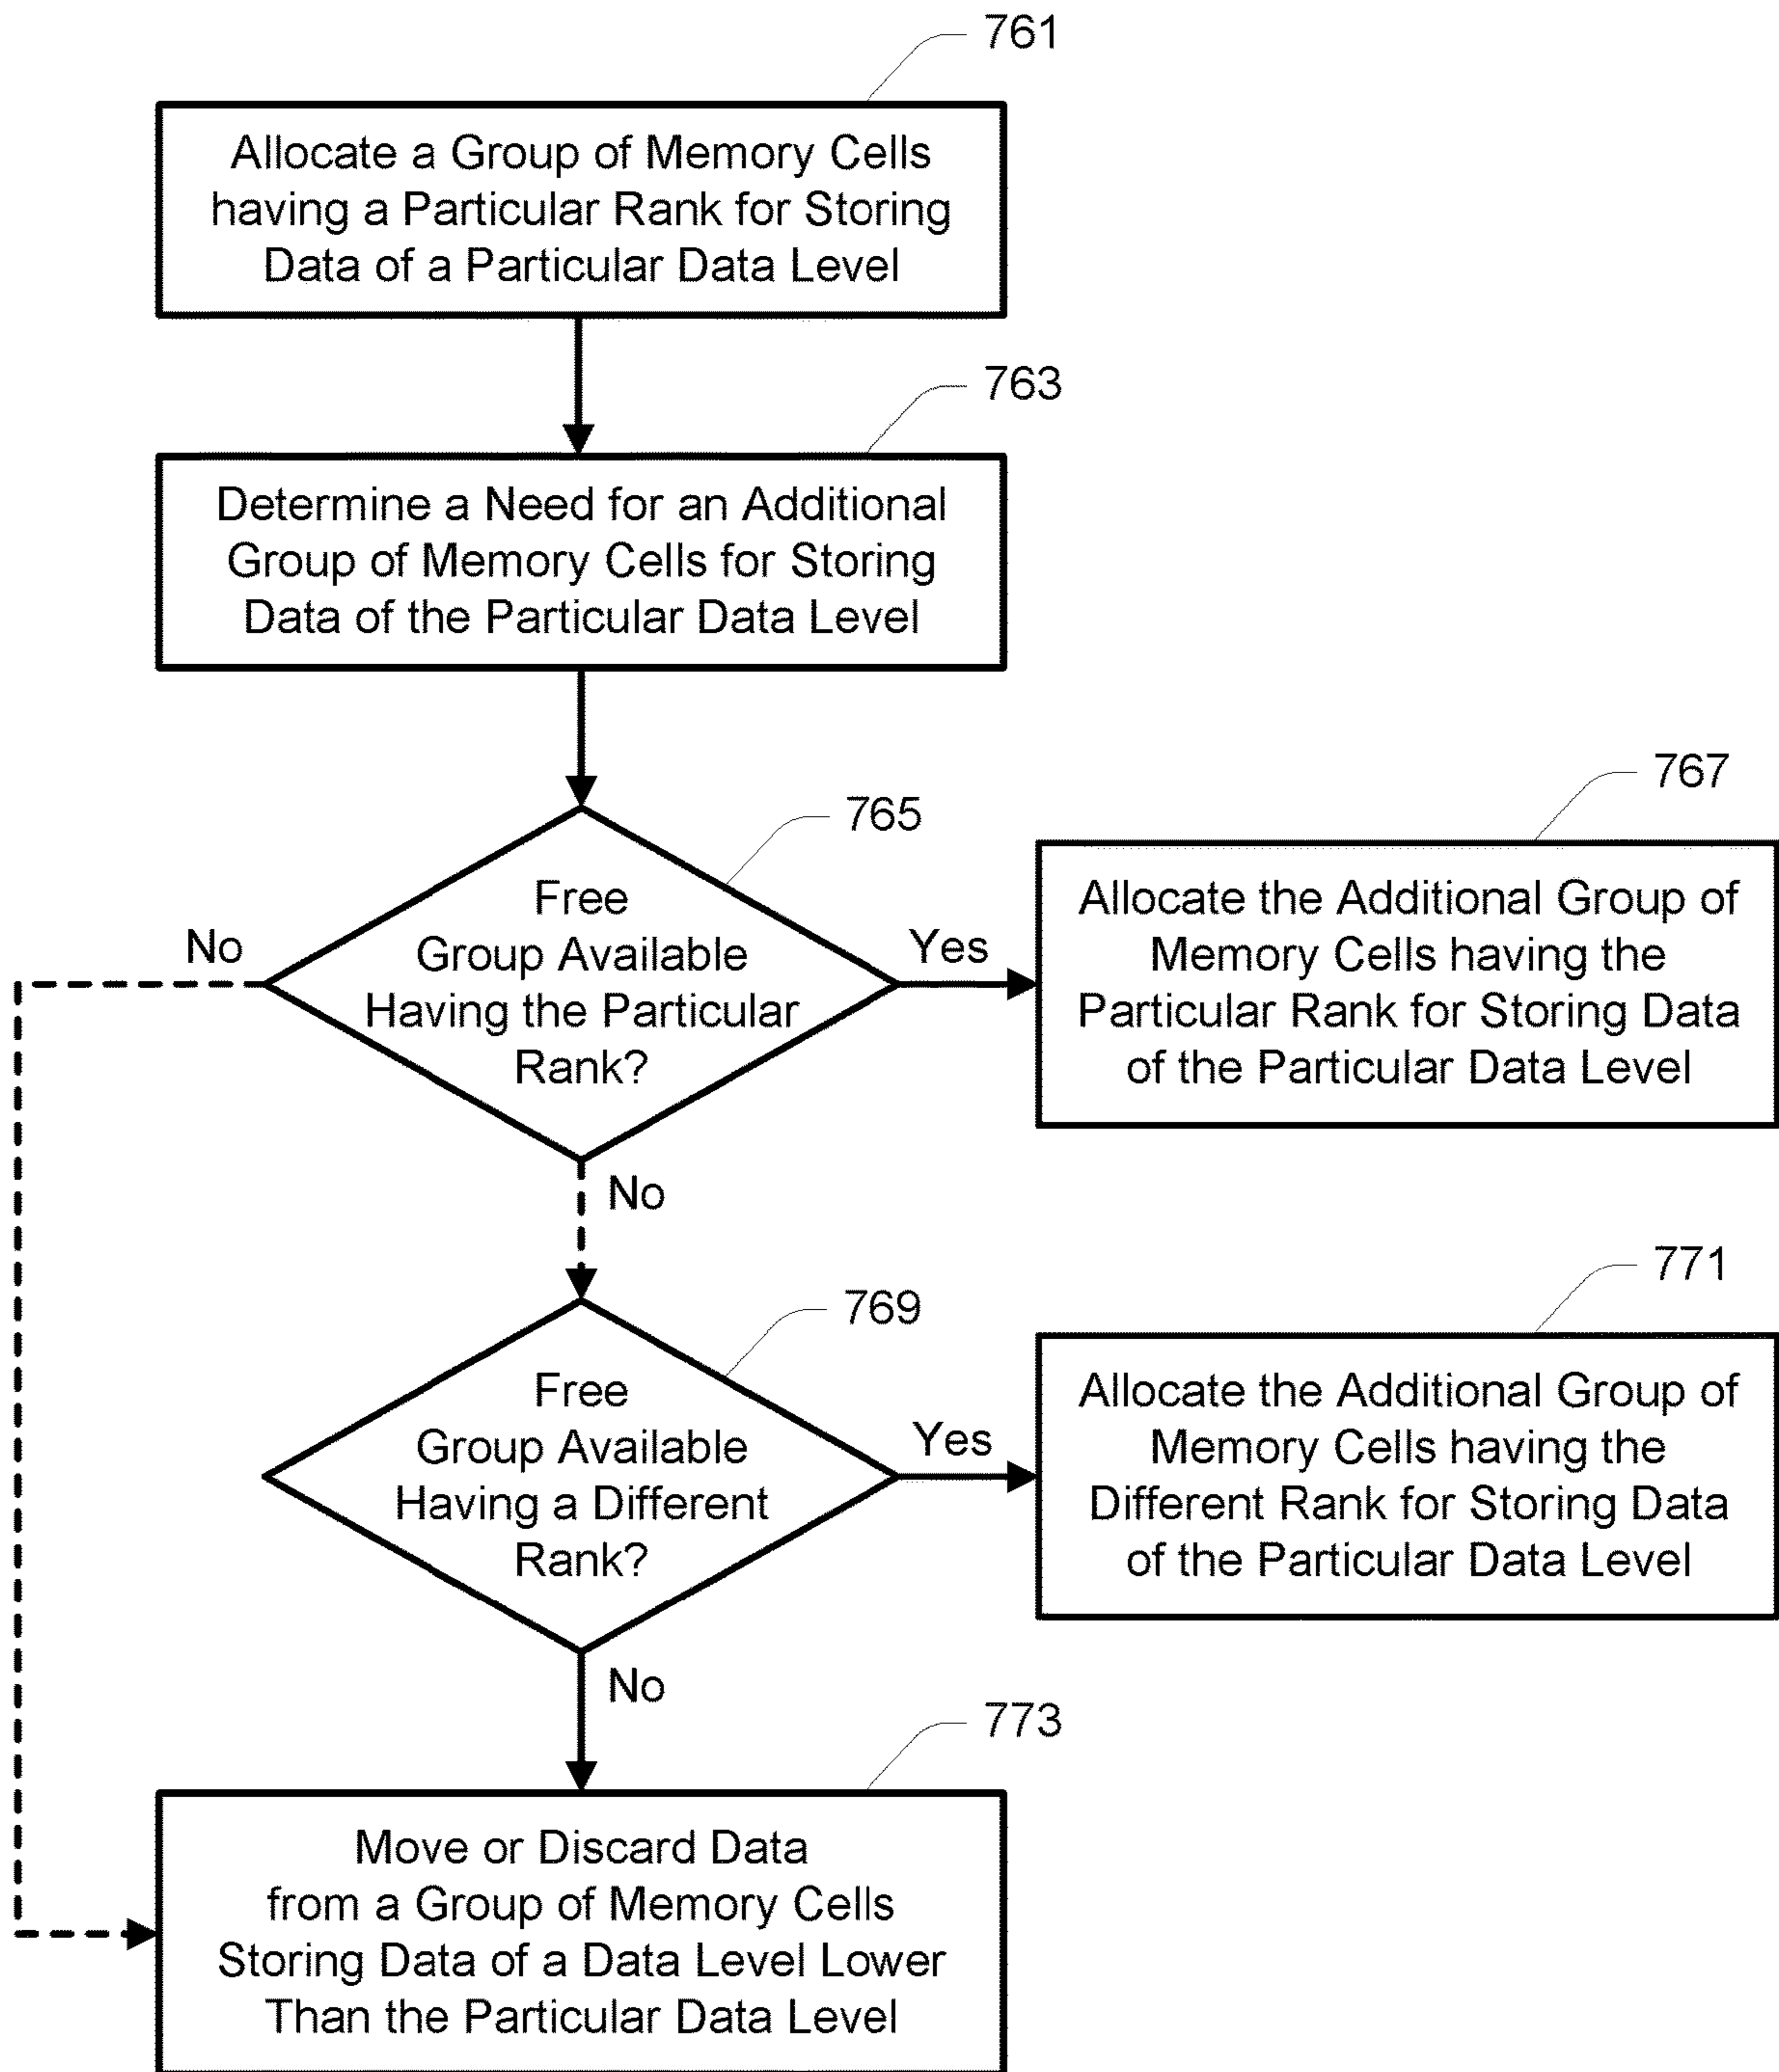 761
Allocate a Group of Memory Cells
having a Particular Rank for Storing
Data of a Particular Data Level
763
Determine a Need for an Additional
Group of Memory Cells for Storing
Data of the Particular Data Level
765
Free
Group Available
Having the Particular
Rank?
No
Yes
No
767
Allocate the Additional Group of
Memory Cells having the
Particular Rank for Storing Data
of the Particular Data Level
769
Free
Group Available
Having a Different
Rank?
Yes
No
771
Allocate the Additional Group of
Memory Cells having the
Different Rank for Storing Data
of the Particular Data Level
773
Move or Discard Data
from a Group of Memory Cells
Storing Data of a Data Level Lower
Than the Particular Data Level